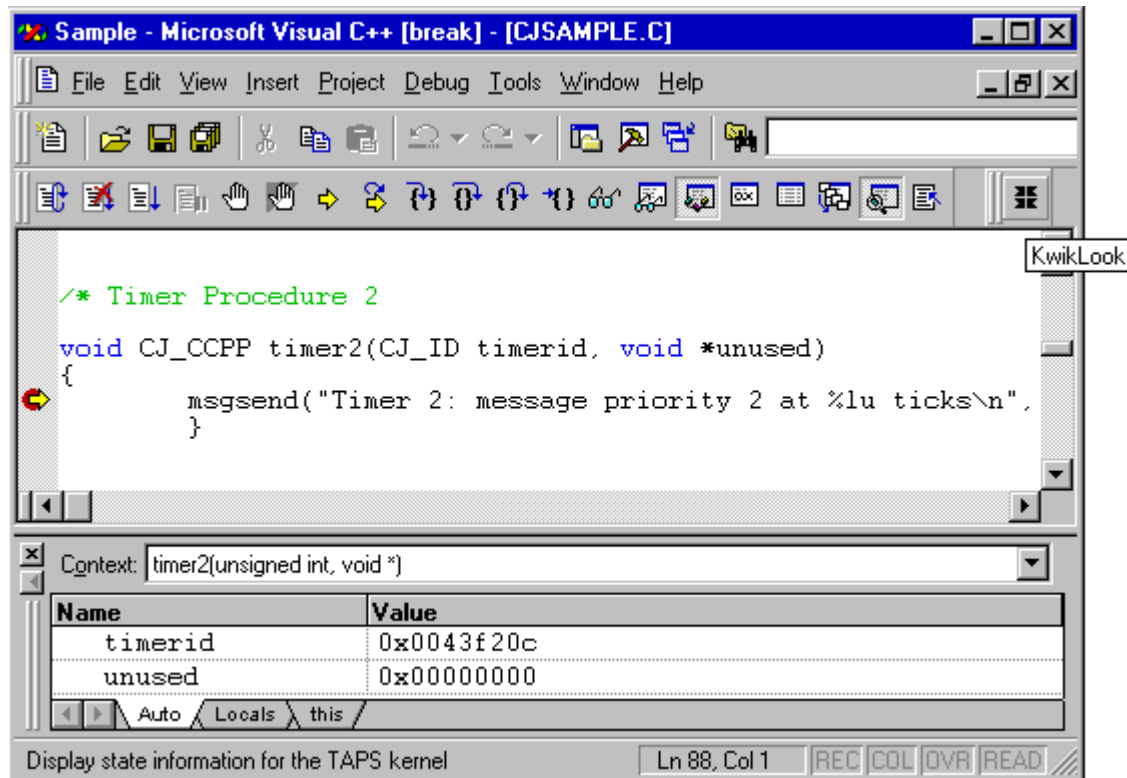 Sample - Microsoft Visual C++ [break] - [CJSAMPLE.C]
File Edit View Insert Project Debug Tools Window Help
KwikLook
/* Timer Procedure 2
void CJ_CCPP timer2(CJ_ID timerid, void *unused)
{
msgsend("Timer 2: message priority 2 at %lu ticks\n",
}
Context: timer2(unsigned int, void *)
Name Value
timerid 0x0043f20c
unused 0x00000000
Auto Locals this
Display state information for the TAPS kernel Ln 88, Col 1 REC COL OVR READ